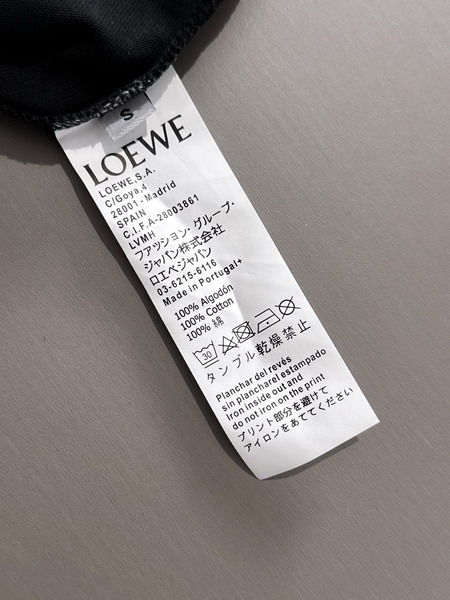 S
LOEWE
LOEWE,S.A.
C/Goya,4
28001-Madrid
SPAIN
C.I.F.A-28003861
LVMH
ファッション・グループ・
ジャパン株式会社
ロエベジャパン
03-6215-6116
Made in Portugal+
100% Algodón
100% Cotton
100% 綿
30
タンブル乾燥禁止
Planchar del revés
sin plancharel estampado
Iron inside out and
do not iron on the print
プリント部分を避けて
アイロンをあててください